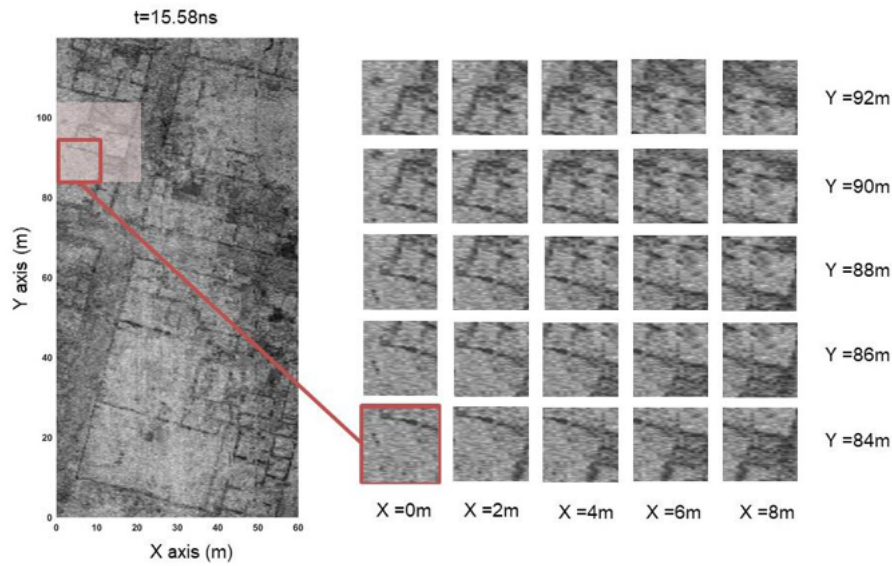 t=15.58ns
Y axis (m)
100
80
60
40
20
0
0 10 20 30 40 50 60
X axis (m)
Y =92m
Y =90m
Y =88m
Y =86m
Y =84m
X =0m X =2m X =4m X =6m X =8m